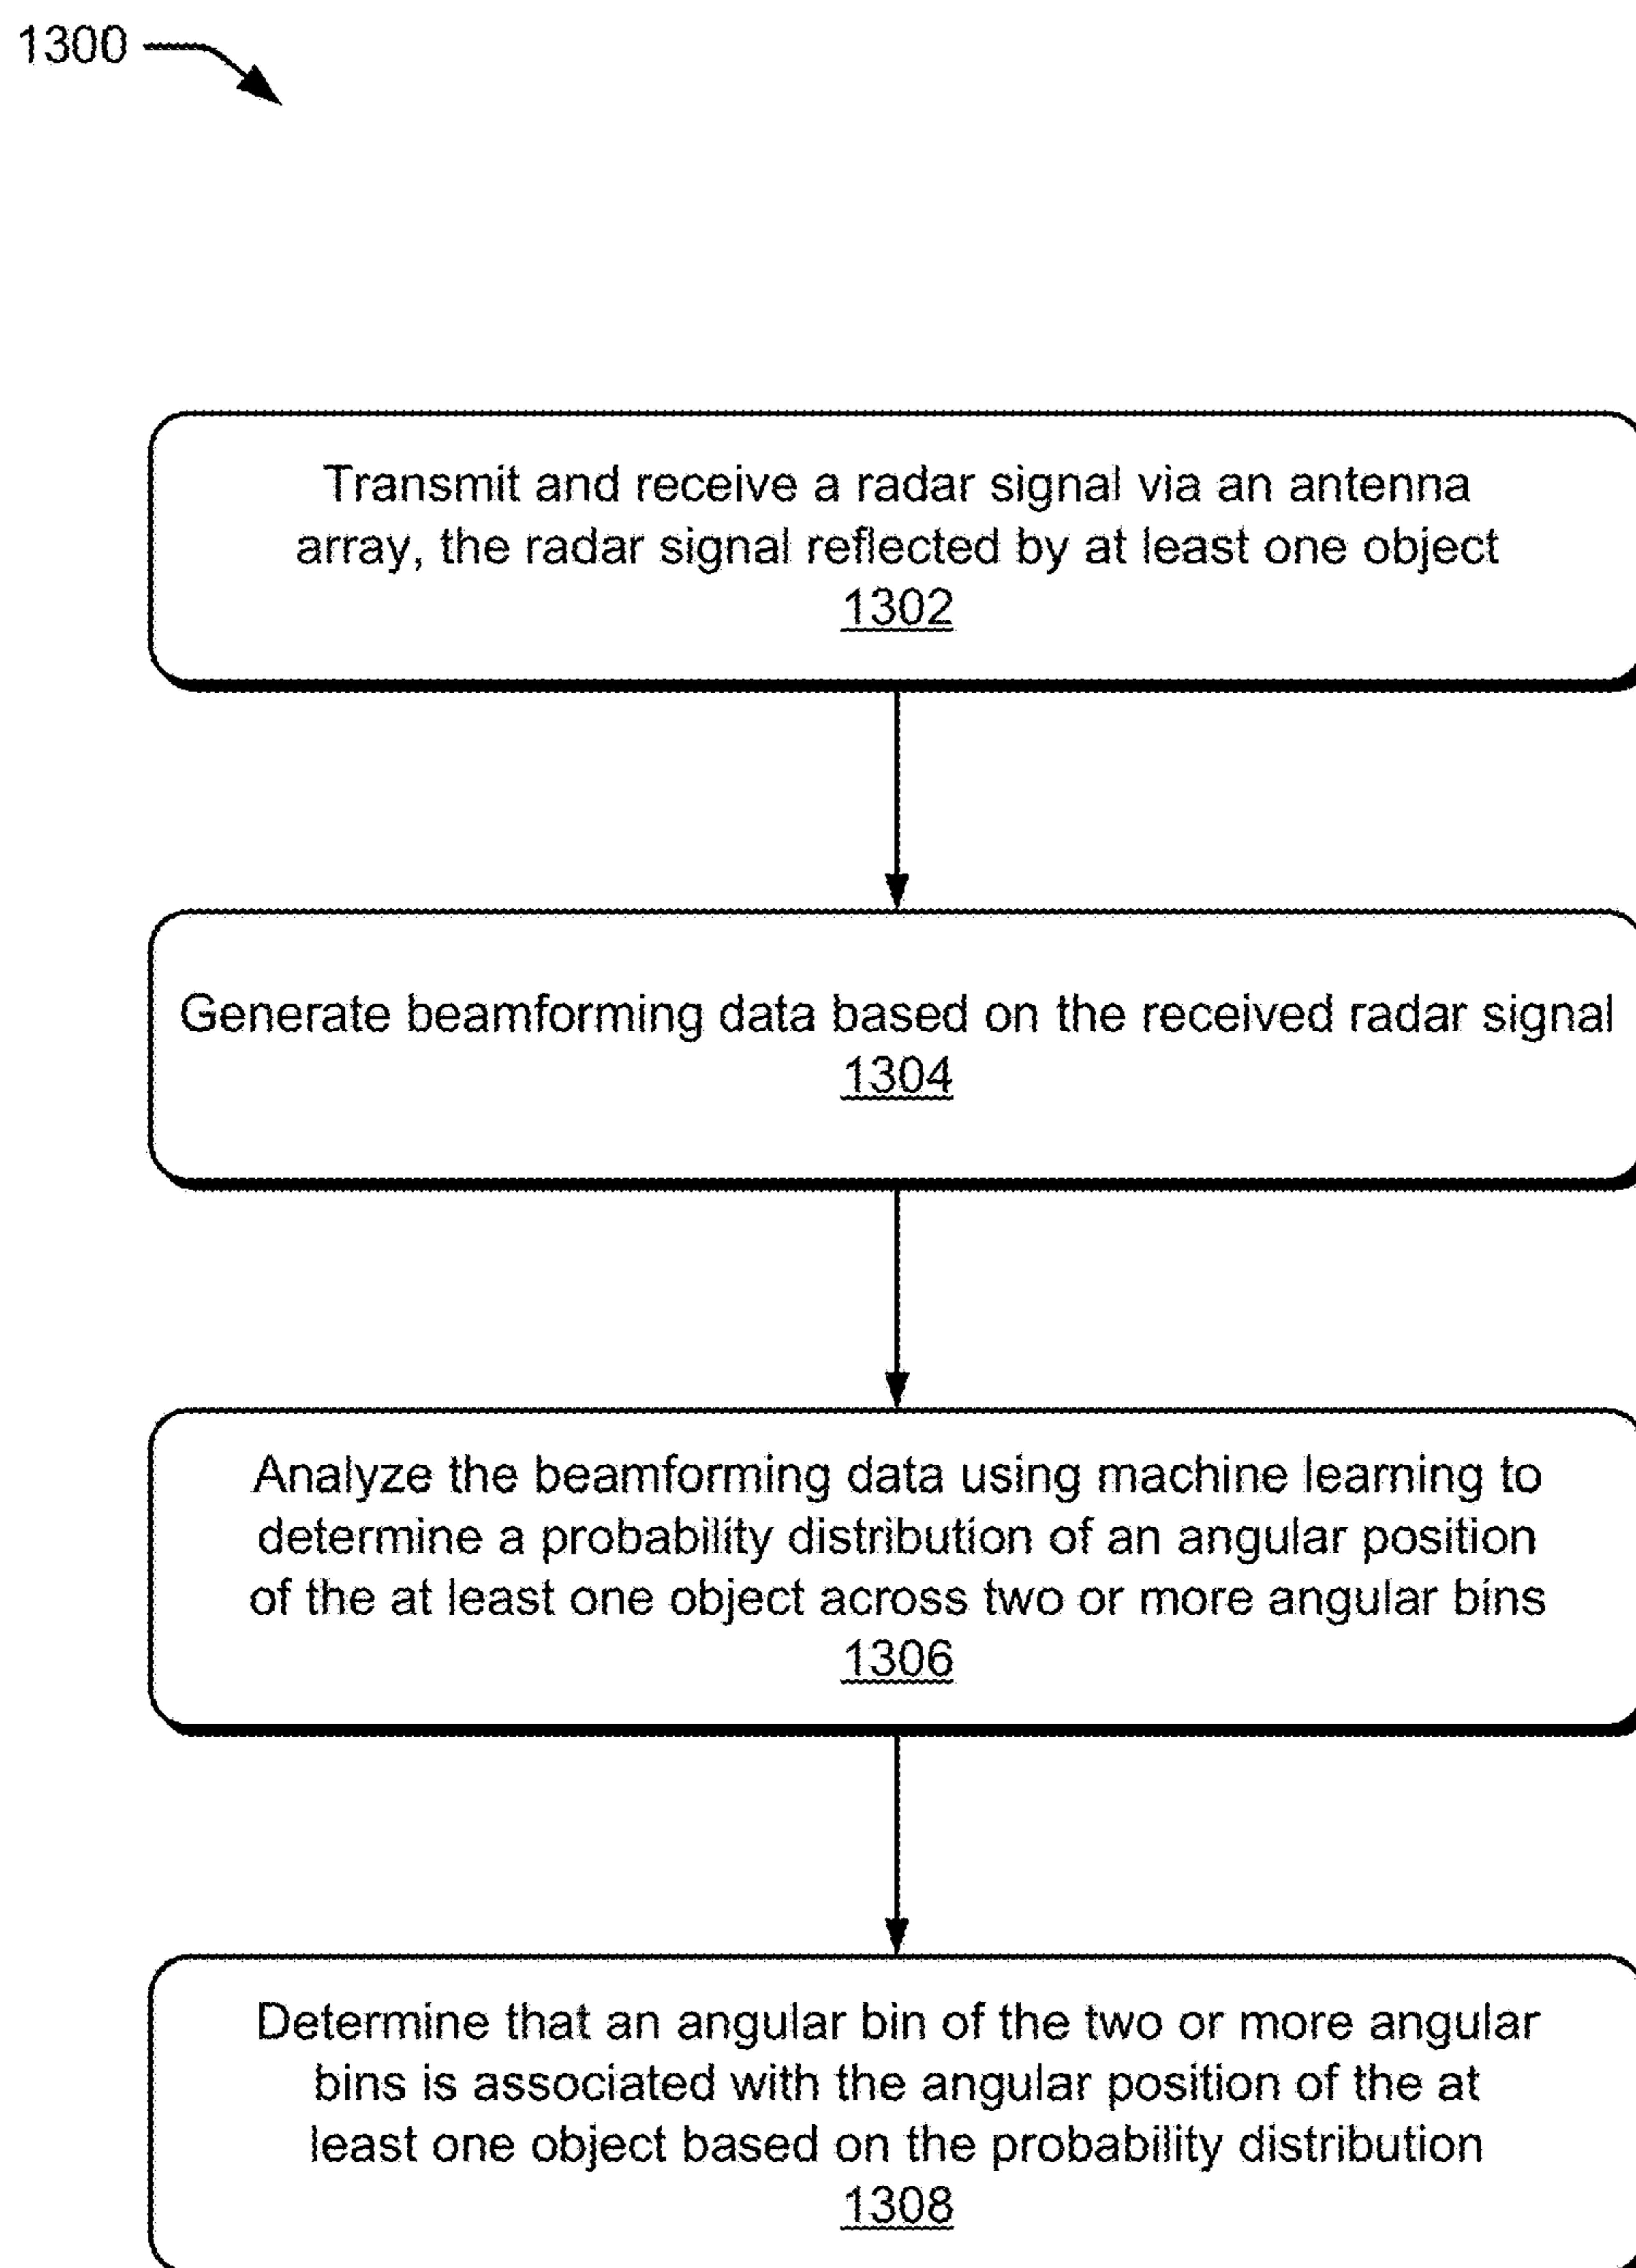 1300
Transmit and receive a radar signal via an antenna
array, the radar signal reflected by at least one object
1302
Generate beamforming data based on the received radar signal
1304
Analyze the beamforming data using machine learning to
determine a probability distribution of an angular position
of the at least one object across two or more angular bins
1306
Determine that an angular bin of the two or more angular
bins is associated with the angular position of the at
least one object based on the probability distribution
1308